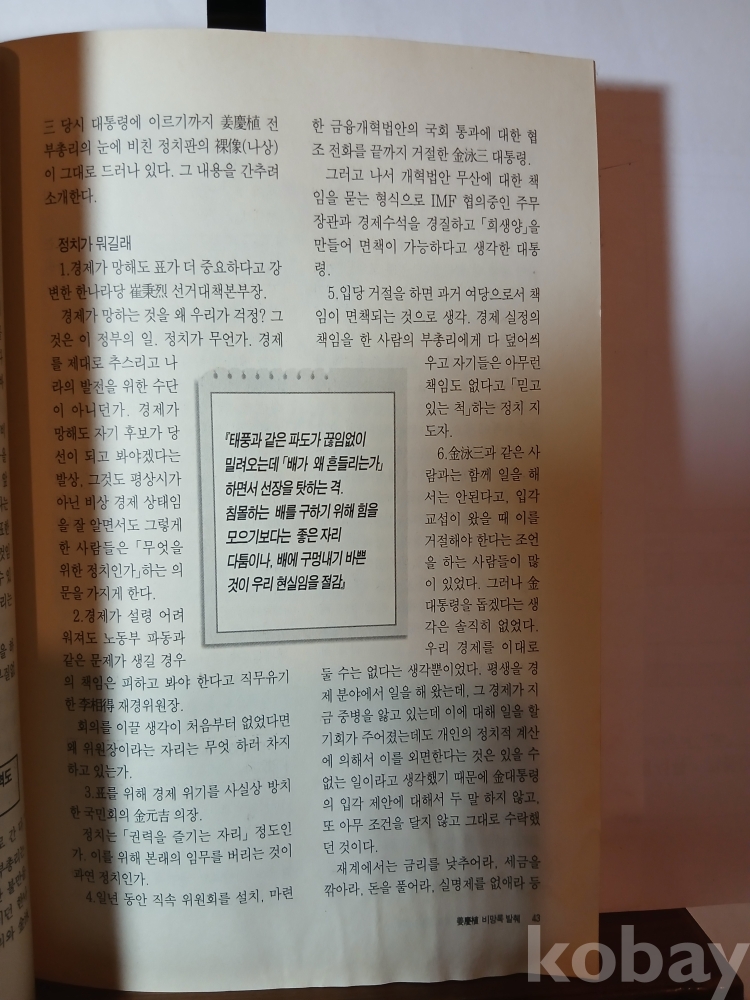 三 당시 대통령에 이르기까지 姜慶植 전
부총리의 눈에 비친 정치판의 裸像(나상)
이 그대로 드러나 있다. 그 내용을 간추려
소개한다.
정치가 뭐길래
1.경제가 망해도 표가 더 중요하다고 강
변한 한나라당 崔秉烈 선거대책본부장.
경제가 망하는 것을 왜 우리가 걱정? 그
것은 이 정부의 일. 정치가 무언가. 경제
를 제대로 추스리고 나
라의 발전을 위한 수단
이 아니던가. 경제가
망해도 자기 후보가 당
선이 되고 봐야겠다는
발상, 그것도 평상시가
아닌 비상 경제 상태임
을 잘 알면서도 그렇게
한 사람들은 「무엇을
위한 정치인가」하는 의
문을 가지게 한다.
2.경제가 설령 어려
워져도 노동부 파동과
같은 문제가 생길 경우
의 책임은 피하고 봐야 한다고 직무유기
한 李相得 재경위원장.
회의를 이끌 생각이 처음부터 없었다면
왜 위원장이라는 자리는 무엇 하러 차지
하고 있는가.
3.표를 위해 경제 위기를 사실상 방치
한 국민회의 金元吉 의장.
정치는 「권력을 즐기는 자리」 정도인
가. 이를 위해 본래의 임무를 버리는 것이
과연 정치인가.
4.일년 동안 직속 위원회를 설치, 마련
『태풍과 같은 파도가 끊임없이
밀려오는데 「배가 왜 흔들리는가」
하면서 선장을 탓하는 격.
침몰하는 배를 구하기 위해 힘을
모으기보다는 좋은 자리
다툼이나, 배에 구멍내기 바쁜
것이 우리 현실임을 절감』
한 금융개혁법안의 국회 통과에 대한 협
조 전화를 끝까지 거절한 金泳三 대통령.
그리고 나서 개혁법안 무산에 대한 책
임을 묻는 형식으로 IMF 협의중인 주무
장관과 경제수석을 경질하고 「희생양」을
만들어 면책이 가능하다고 생각한 대통
령.
5.입당 거절을 하면 과거 여당으로서 책
임이 면책되는 것으로 생각. 경제 실정의
책임을 한 사람의 부총리에게 다 덮어씌
우고 자기들은 아무런
책임도 없다고 「믿고
있는 척」하는 정치 지
도자.
6.金泳三과 같은 사
람과는 함께 일을 해
서는 안된다고, 입각
교섭이 왔을 때 이를
거절해야 한다는 조언
을 하는 사람들이 많
이 있었다. 그러나 金
대통령을 돕겠다는 생
각은 솔직히 없었다.
우리 경제를 이대로
둘 수는 없다는 생각뿐이었다. 평생을 경
제 분야에서 일을 해 왔는데, 그 경제가 지
금 중병을 앓고 있는데 이에 대해 일을 할
기회가 주어졌는데도 개인의 정치적 계산
에 의해서 이를 외면한다는 것은 있을 수
없는 일이라고 생각했기 때문에 金대통령
의 입각 제안에 대해서 두 말 하지 않고,
또 아무 조건을 달지 않고 그대로 수락했
던 것이다.
재계에서는 금리를 낮추어라, 세금을
깎아라, 돈을 풀어라, 실명제를 없애라 등
姜慶植 비망록 발췌 43
kobay